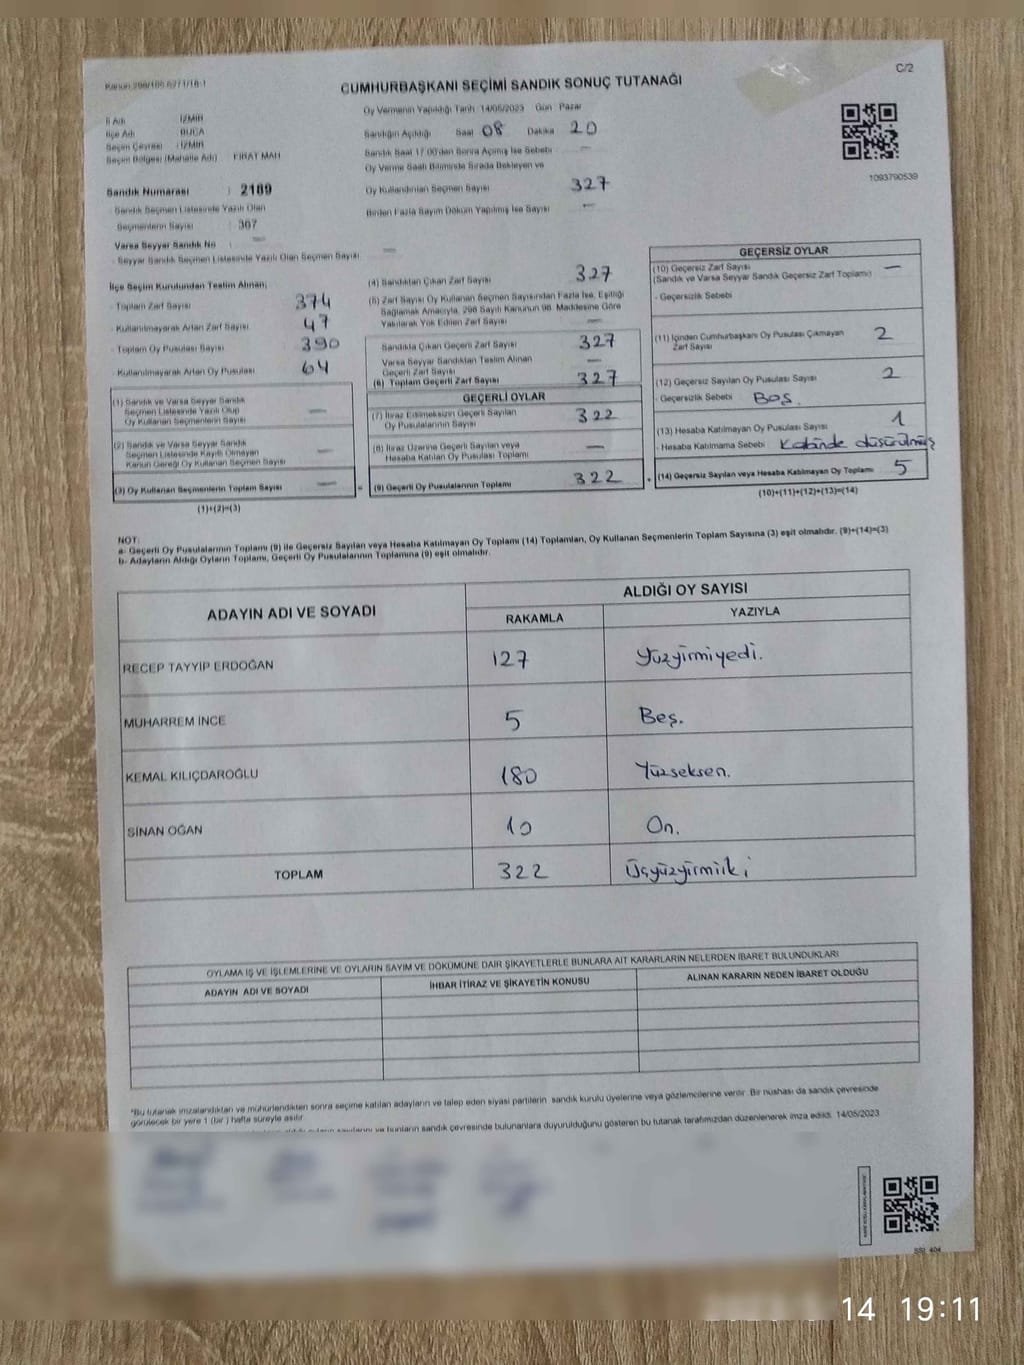 Kanun 298/105 6271/18-1
C/2
CUMHURBAŞKANI SEÇİMİ SANDIK SONUÇ TUTANAĞI
İl Adı : İZMİR
İlçe Adı : BUCA
Seçim Çevresi : İZMİR
Seçim Bölgesi (Mahalle Adı) : FIRAT MAH
Sandık Numarası : 2189
Sandık Seçmen Listesinde Yazılı Olan
Seçmenlerin Sayısı : 367
Varsa Seyyar Sandık No : —
- Seyyar Sandık Seçmen Listesinde Yazılı Olan Seçmen Sayısı —
Oy Vermenin Yapıldığı Tarih 14/05/2023 Gün Pazar
Sandığın Açıldığı Saat 08 Dakika 20
Sandık Saat 17:00'den Sonra Açılmış İse Sebebi —
Oy Verme Saati Bitiminde Sırada Bekleyen ve
Oy Kullandırılan Seçmen Sayısı 327
Birden Fazla Sayım Döküm Yapılmış İse Sayısı —
1093790539
İlçe Seçim Kurulundan Teslim Alınan;
- Toplam Zarf Sayısı 374
- Kullanılmayarak Artan Zarf Sayısı 47
- Toplam Oy Pusulası Sayısı 390
- Kullanılmayarak Artan Oy Pusulası 64
(1) Sandık ve Varsa Seyyar Sandık
Seçmen Listesinde Yazılı Olup
Oy Kullanan Seçmenlerin Sayısı —
(2) Sandık ve Varsa Seyyar Sandık
Seçmen Listesinde Kayıtlı Olmayan
Kanun Gereği Oy Kullanan Seçmen Sayısı —
(3) Oy Kullanan Seçmenlerin Toplam Sayısı — =
(1)+(2)=(3)
(4) Sandıktan Çıkan Zarf Sayısı 327
(5) Zarf Sayısı Oy Kullanan Seçmen Sayısından Fazla İse, Eşitliği
Sağlamak Amacıyla, 298 Sayılı Kanunun 98. Maddesine Göre
Yakılarak Yok Edilen Zarf Sayısı —
Sandıkta Çıkan Geçerli Zarf Sayısı 327
Varsa Seyyar Sandıktan Teslim Alınan
Geçerli Zarf Sayısı —
(6) Toplam Geçerli Zarf Sayısı 327
GEÇERLİ OYLAR
(7) İtiraz Edilmeksizin Geçerli Sayılan
Oy Pusulasının Sayısı 322
(8) İtiraz Üzerine Geçerli Sayılan veya
Hesaba Katılan Oy Pusulası Toplamı —
(9) Geçerli Oy Pusulalarının Toplamı 322 +
GEÇERSİZ OYLAR
(10) Geçersiz Zarf Sayısı —
(Sandık ve Varsa Seyyar Sandık Geçersiz Zarf Toplamı)
- Geçersizlik Sebebi
(11) İçinden Cumhurbaşkanı Oy Pusulası Çıkmayan
Zarf Sayısı 2
(12) Geçersiz Sayılan Oy Pusulası Sayısı 2
- Geçersizlik Sebebi Boş.
(13) Hesaba Katılmayan Oy Pusulası Sayısı 1
- Hesaba Katılmama Sebebi Kabinde düşürülmüş
(14) Geçersiz Sayılan veya Hesaba Katılmayan Oy Toplamı 5
(10)+(11)+(12)+(13)=(14)
NOT:
a- Geçerli Oy Pusulalarının Toplamı (9) ile Geçersiz Sayılan veya Hesaba Katılmayan Oy Toplamı (14) Toplamları, Oy Kullanan Seçmenlerin Toplam Sayısına (3) eşit olmalıdır. (9)+(14)=(3)
b- Adayların Aldığı Oyların Toplamı, Geçerli Oy Pusulalarının Toplamına (9) eşit olmalıdır.
ADAYIN ADI VE SOYADI
ALDIĞI OY SAYISI
RAKAMLA YAZIYLA
RECEP TAYYİP ERDOĞAN 127 Yüzyirmiyedi.
MUHARREM İNCE 5 Beş.
KEMAL KILIÇDAROĞLU 180 Yüzseksen.
SİNAN OĞAN 10 On.
TOPLAM 322 Üçyüzyirmiiki
OYLAMA İŞ VE İŞLEMLERİNE VE OYLARIN SAYIM VE DÖKÜMÜNE DAİR ŞİKAYETLERLE BUNLARA AİT KARARLARIN NELERDEN İBARET BULUNDUKLARI
ADAYIN ADI VE SOYADI İHBAR İTİRAZ VE ŞİKAYETİN KONUSU ALINAN KARARIN NEDEN İBARET OLDUĞU
*Bu tutanak imzalandıktan ve mühürlendikten sonra seçime katılan adayların ve talep eden siyasi partilerin sandık kurulu üyelerine veya gözlemcilerine verilir. Bir nüshası da sandık çevresinde
görülecek bir yere 1 (bir ) hafta süreyle asılır.
ve bunların sandık çevresinde bulunanlara duyurulduğunu gösteren bu tutanak tarafımızdan düzenlenerek imza edildi. 14/05/2023
14 19:11